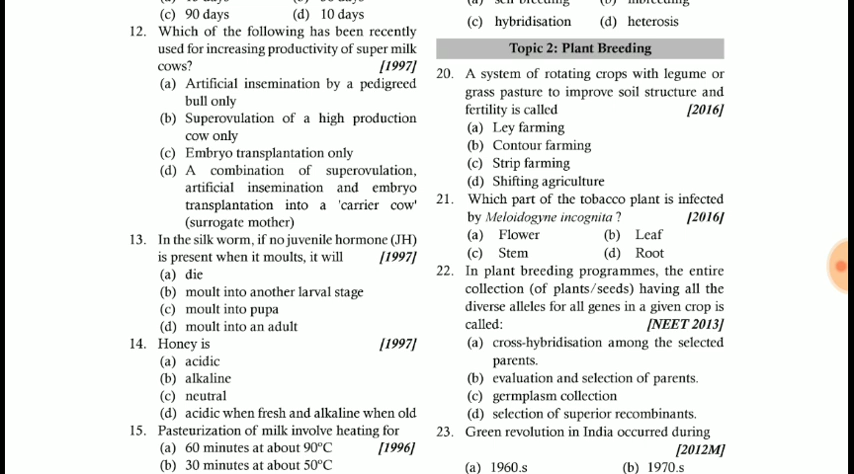 (c) 90 days (d) 10 days
12. Which of the following has been recently
used for increasing productivity of super milk
cows? [1997]
(a) Artificial insemination by a pedigreed
bull only
(b) Superovulation of a high production
cow only
(c) Embryo transplantation only
(d) A combination of superovulation,
artificial insemination and embryo
transplantation into a 'carrier cow'
(surrogate mother)
13. In the silk worm, if no juvenile hormone (JH)
is present when it moults, it will [1997]
(a) die
(b) moult into another larval stage
(c) moult into pupa
(d) moult into an adult
14. Honey is [1997]
(a) acidic
(b) alkaline
(c) neutral
(d) acidic when fresh and alkaline when old
15. Pasteurization of milk involve heating for
(a) 60 minutes at about 90°C [1996]
(b) 30 minutes at about 50°C
(c) hybridisation (d) heterosis
Topic 2: Plant Breeding
20. A system of rotating crops with legume or
grass pasture to improve soil structure and
fertility is called [2016]
(a) Ley farming
(b) Contour farming
(c) Strip farming
(d) Shifting agriculture
21. Which part of the tobacco plant is infected
by Meloidogyne incognita ? [2016]
(a) Flower (b) Leaf
(c) Stem (d) Root
22. In plant breeding programmes, the entire
collection (of plants/seeds) having all the
diverse alleles for all genes in a given crop is
called: [NEET 2013]
(a) cross-hybridisation among the selected
parents.
(b) evaluation and selection of parents.
(c) germplasm collection
(d) selection of superior recombinants.
23. Green revolution in India occurred during
[2012M]
(a) 1960.s (b) 1970.s